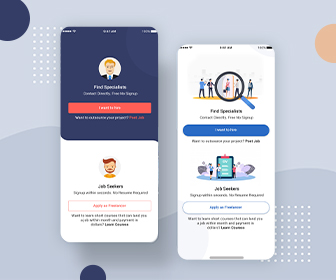 9:41 AM
100%
Find Specialists
Contact Directly, Free No Signup
I want to hire
Want to outsource your project? Post Job
Job Seekers
Signup within seconds. No Resume Required
Apply as Freelancer
Want to learn short courses that can land you
a job within month and payment in
dollars? Learn Courses
9:41 AM
100%
Find Specialists
Contact Directly, Free No Signup
I want to hire
Want to outsource your project? Post Job
Job Seekers
Signup within seconds. No Resume Required
Apply as Freelancer
Want to learn short courses that can land you
a job within month and payment in
dollars? Learn Courses